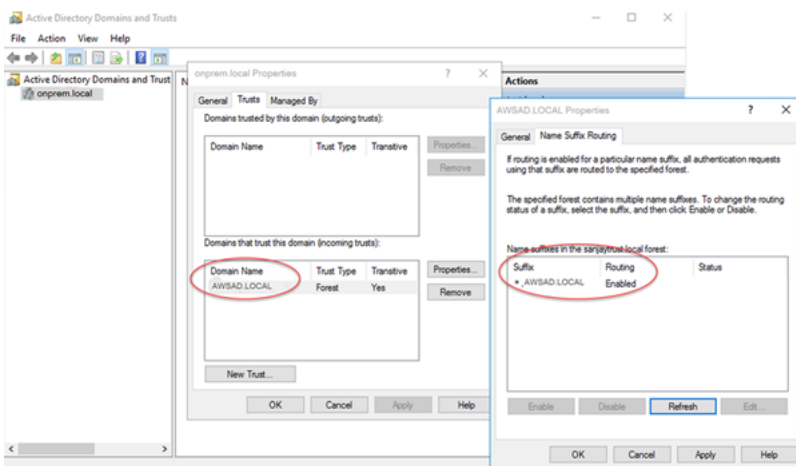 Active Directory Domains and Trusts
File Action View Help
Active Directory Domains and Trust
onprem.local
N
onprem.local Properties
General Trusts Managed By
Domains trusted by this domain (outgoing trusts):
Domain Name Trust Type Transitive
Properties...
Remove
Domains that trust this domain (incoming trusts):
Domain Name Trust Type Transitive
AWSAD.LOCAL Forest Yes
Properties...
Remove
New Trust...
OK Cancel Apply Help
Actions
AWSAD.LOCAL Properties
General Name Suffix Routing
If routing is enabled for a particular name suffix, all authentication requests
using that suffix are routed to the specified forest.
The specified forest contains multiple name suffixes. To change the routing
status of a suffix, select the suffix, and then click Enable or Disable.
Name suffixes in the sanjaytrust.local forest:
Suffix Routing Status
*.AWSAD.LOCAL Enabled
Enable Disable Refresh Edit...
OK Cancel Apply Help